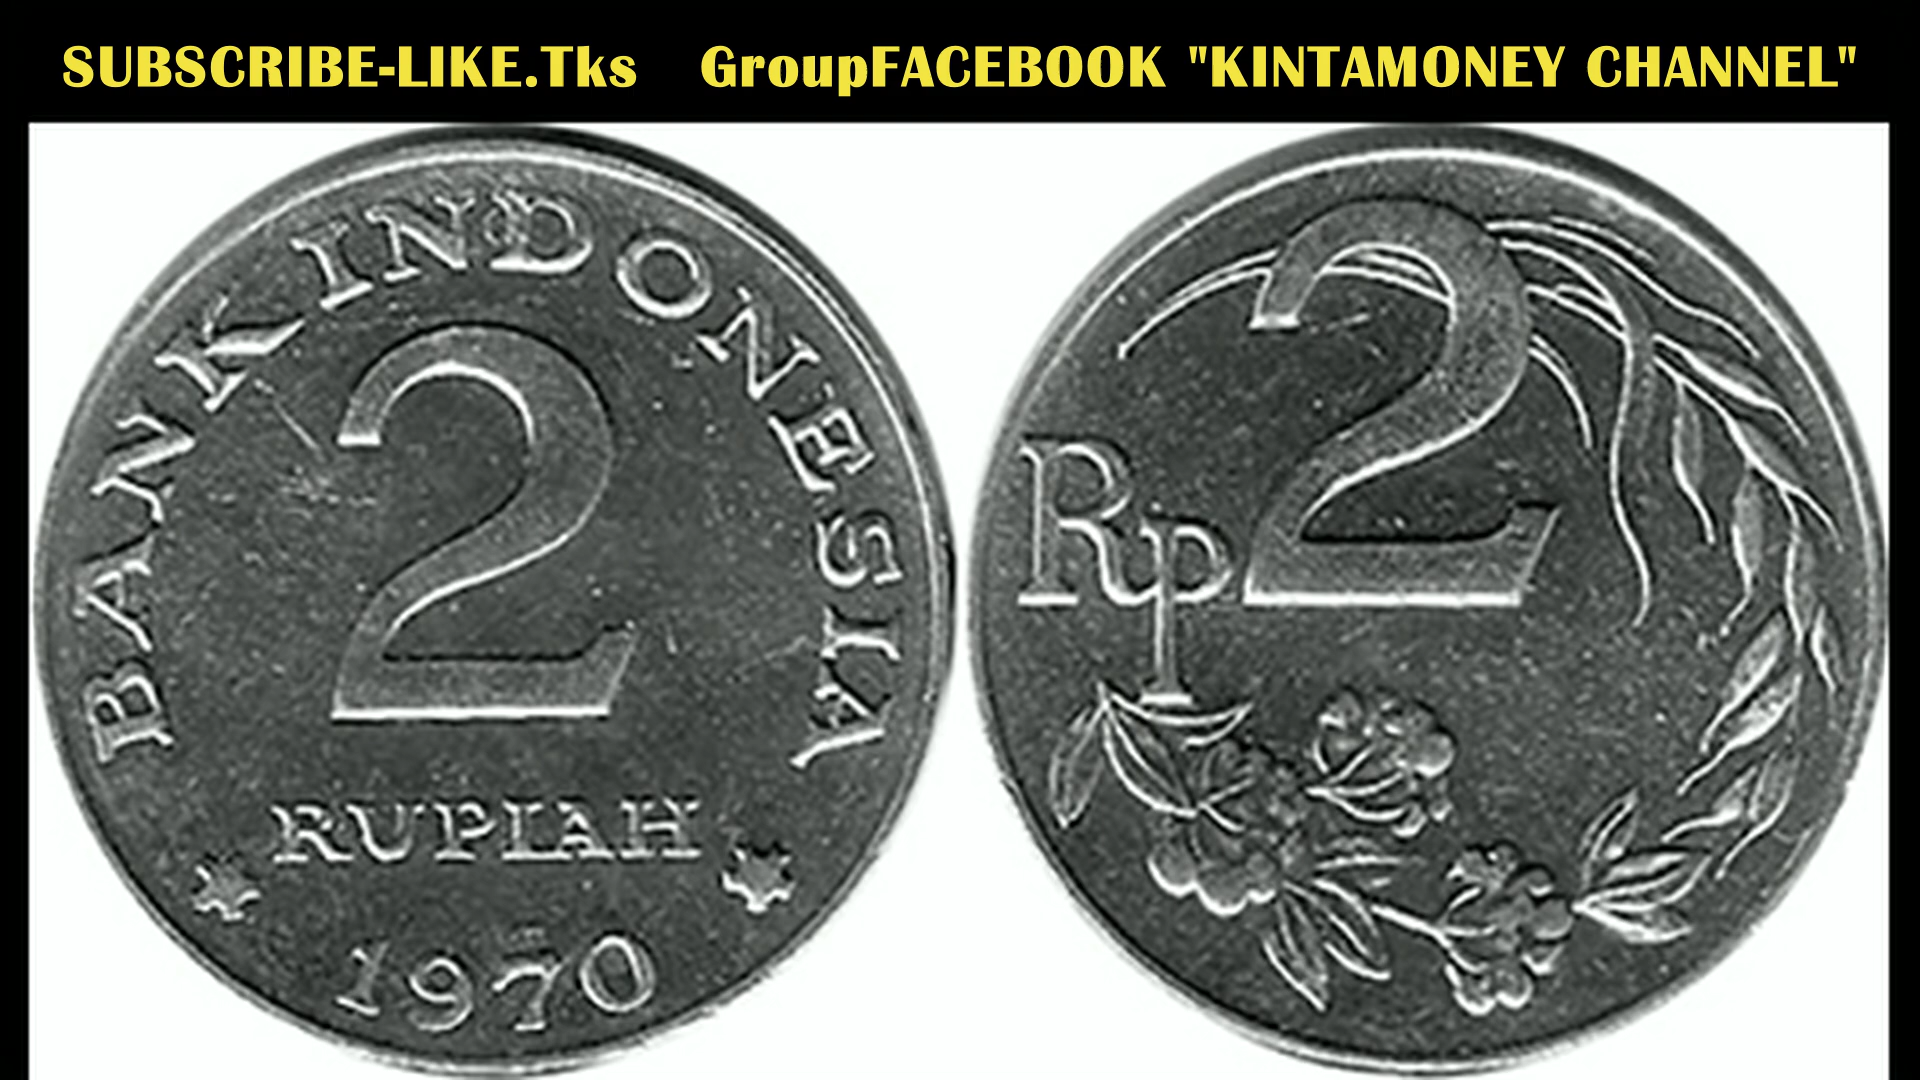 SUBSCRIBE-LIKE.Tks GroupFACEBOOK "KINTAMONEY CHANNEL"
BANK INDONESIA
2
RUPIAH
1970
Rp 2